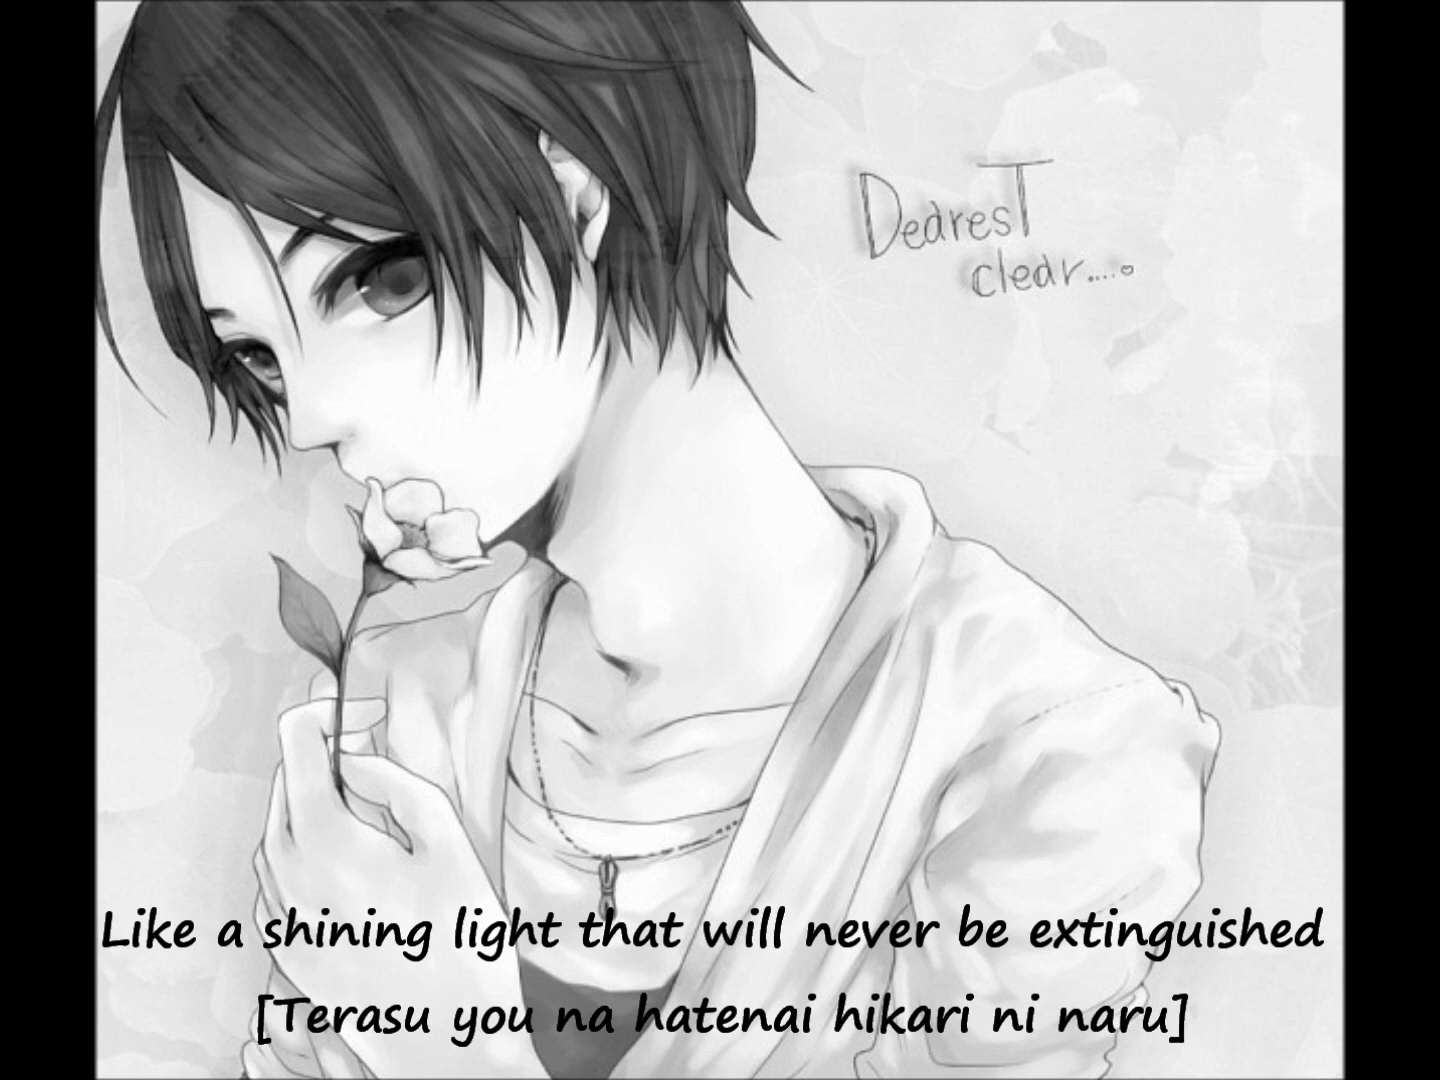 DearesT
clear....
Like a shining light that will never be extinguished
[Terasu you na hatenai hikari ni naru]